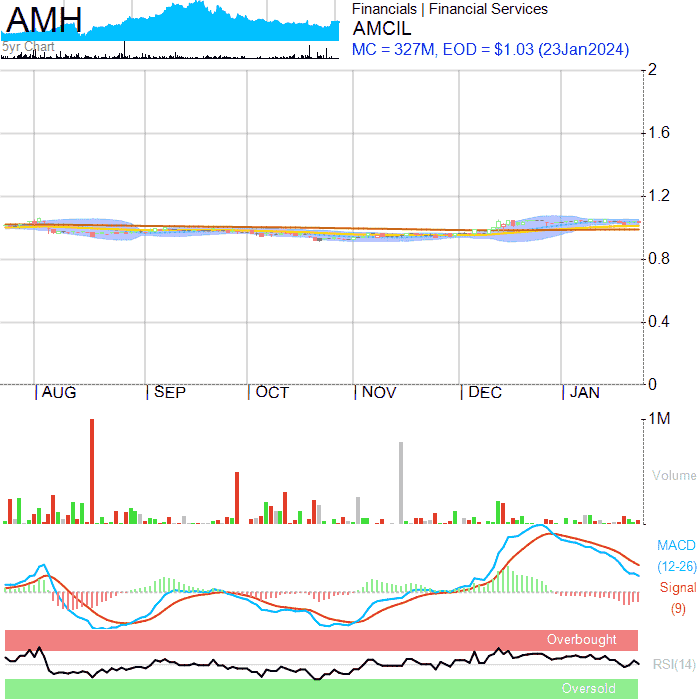 AMH
5yr Chart
Financials | Financial Services
AMCIL
MC = 327M, EOD = $1.03 (23Jan2024)
2
1.6
1.2
0.8
0.4
0
AUG SEP OCT NOV DEC JAN
1M
Volume
MACD
(12-26)
Signal
(9)
Overbought
RSI(14)
Oversold